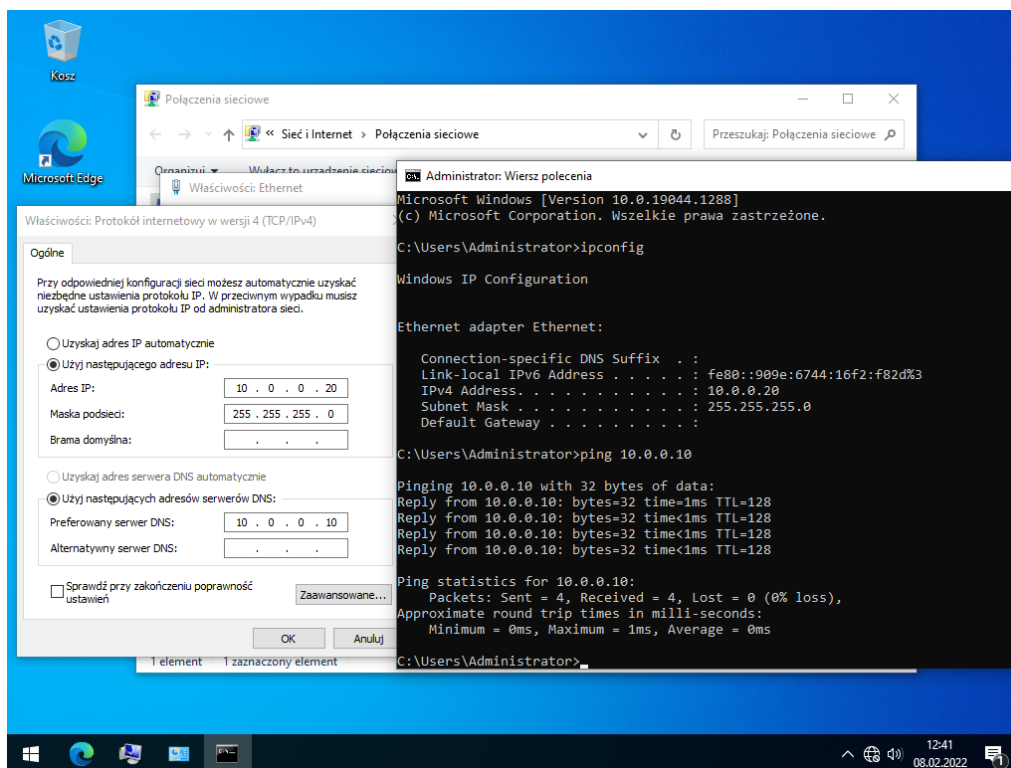 Kosz
Microsoft Edge
Połączenia sieciowe
« Sieć i Internet › Połączenia sieciowe
Przeszukaj: Połączenia sieciowe
Organizuj Wyłącz to urządzenie sieciow
Właściwości: Ethernet
Właściwości: Protokół internetowy w wersji 4 (TCP/IPv4)
Ogólne
Przy odpowiedniej konfiguracji sieci możesz automatycznie uzyskać
niezbędne ustawienia protokołu IP. W przeciwnym wypadku musisz
uzyskać ustawienia protokołu IP od administratora sieci.
Uzyskaj adres IP automatycznie
Użyj następującego adresu IP:
Adres IP: 10 . 0 . 0 . 20
Maska podsieci: 255 . 255 . 255 . 0
Brama domyślna: . . .
Uzyskaj adres serwera DNS automatycznie
Użyj następujących adresów serwerów DNS:
Preferowany serwer DNS: 10 . 0 . 0 . 10
Alternatywny serwer DNS: . . .
Sprawdź przy zakończeniu poprawność
ustawień
Zaawansowane...
OK Anuluj
1 element 1 zaznaczony element
Administrator: Wiersz polecenia
Microsoft Windows [Version 10.0.19044.1288]
(c) Microsoft Corporation. Wszelkie prawa zastrzeżone.
C:\Users\Administrator>ipconfig
Windows IP Configuration
Ethernet adapter Ethernet:
Connection-specific DNS Suffix . :
Link-local IPv6 Address . . . . . : fe80::909e:6744:16f2:f82d%3
IPv4 Address. . . . . . . . . . . : 10.0.0.20
Subnet Mask . . . . . . . . . . . : 255.255.255.0
Default Gateway . . . . . . . . . :
C:\Users\Administrator>ping 10.0.0.10
Pinging 10.0.0.10 with 32 bytes of data:
Reply from 10.0.0.10: bytes=32 time=1ms TTL=128
Reply from 10.0.0.10: bytes=32 time<1ms TTL=128
Reply from 10.0.0.10: bytes=32 time<1ms TTL=128
Reply from 10.0.0.10: bytes=32 time<1ms TTL=128
Ping statistics for 10.0.0.10:
Packets: Sent = 4, Received = 4, Lost = 0 (0% loss),
Approximate round trip times in milli-seconds:
Minimum = 0ms, Maximum = 1ms, Average = 0ms
C:\Users\Administrator>_
12:41
08.02.2022
1